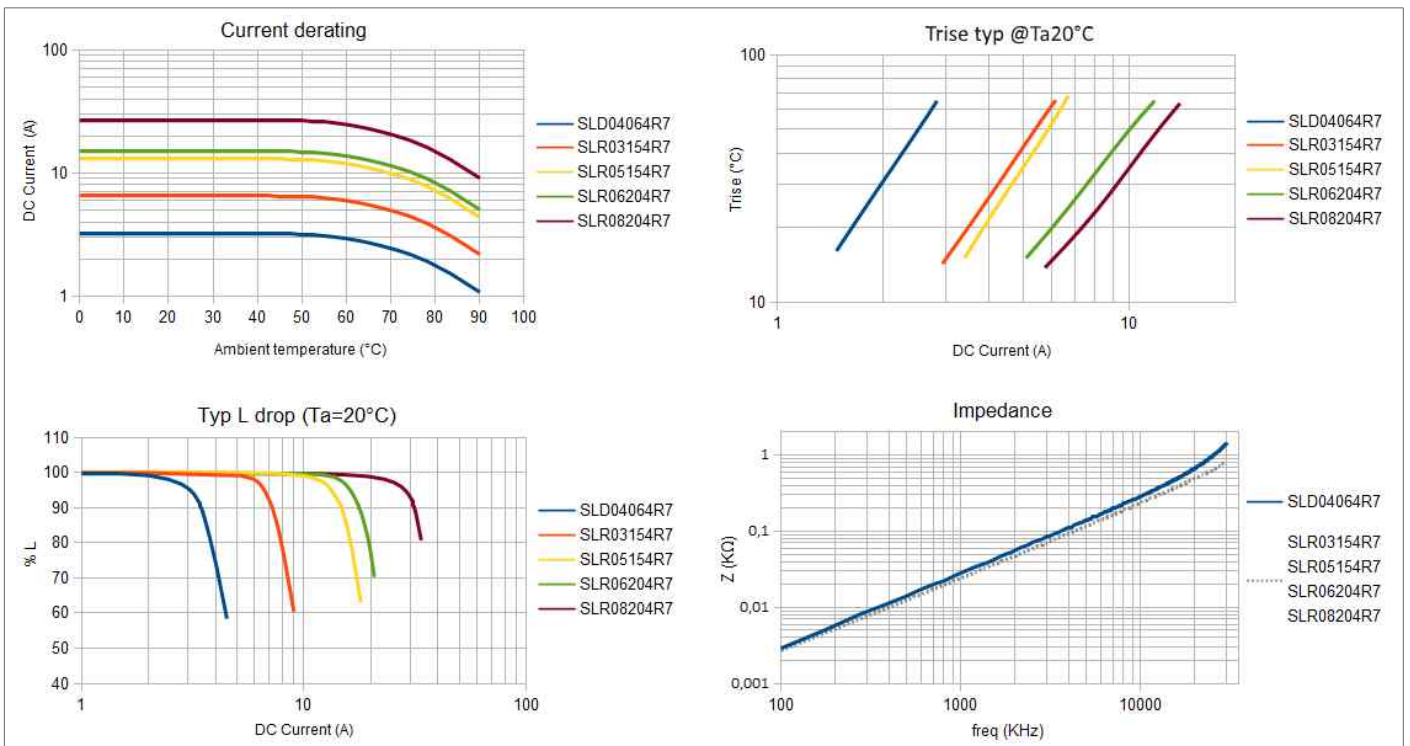 Current derating
100
10
1
DC Current (A)
0 10 20 30 40 50 60 70 80 90 100
Ambient temperature (°C)
SLD04064R7
SLR03154R7
SLR05154R7
SLR06204R7
SLR08204R7
Trise typ @Ta20°C
100
10
Trise (°C)
1 10
DC Current (A)
SLD04064R7
SLR03154R7
SLR05154R7
SLR06204R7
SLR08204R7
Typ L drop (Ta=20°C)
110
100
90
80
70
60
50
40
% L
1 10 100
DC Current (A)
SLD04064R7
SLR03154R7
SLR05154R7
SLR06204R7
SLR08204R7
Impedance
1
0,1
0,01
0,001
Z (KΩ)
100 1000 10000
freq (KHz)
SLD04064R7
SLR03154R7
SLR05154R7
SLR06204R7
SLR08204R7